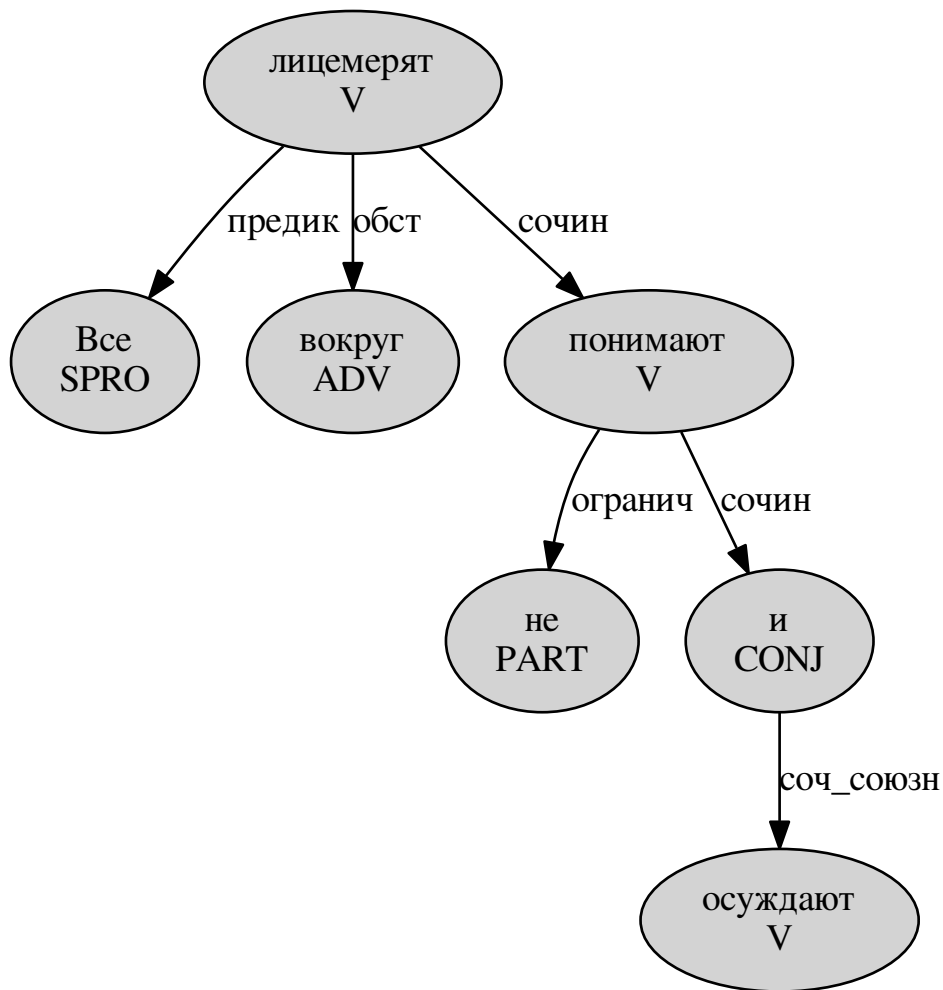 лицемерят
V
предик
обст
сочин
Все
SPRO
вокруг
ADV
понимают
V
огранич
сочин
не
PART
и
CONJ
соч_союзн
осуждают
V